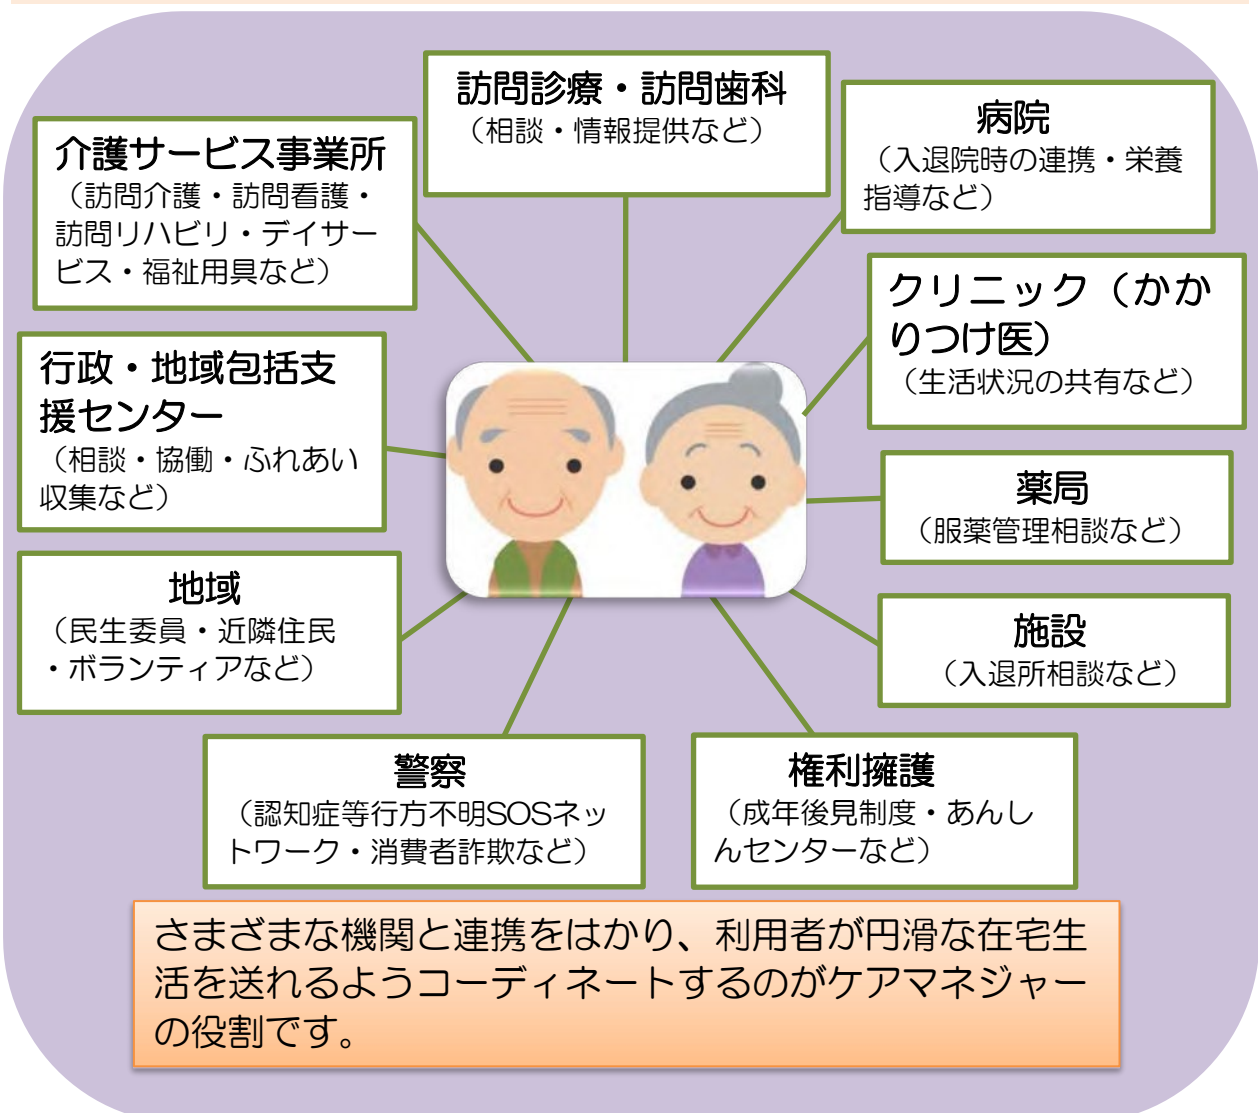 訪問診療・訪問歯科
（相談・情報提供など）
病院
（入退院時の連携・栄養
指導など）
介護サービス事業所
（訪問介護・訪問看護・
訪問リハビリ・デイサー
ビス・福祉用具など）
クリニック（かか
りつけ医）
（生活状況の共有など）
行政・地域包括支
援センター
（相談・協働・ふれあい
収集など）
薬局
（服薬管理相談など）
地域
（民生委員・近隣住民
・ボランティアなど）
施設
（入退所相談など）
警察
（認知症等行方不明SOSネッ
トワーク・消費者詐欺など）
権利擁護
（成年後見制度・あんし
んセンターなど）
さまざまな機関と連携をはかり、利用者が円滑な在宅生
活を送れるようコーディネートするのがケアマネジャー
の役割です。